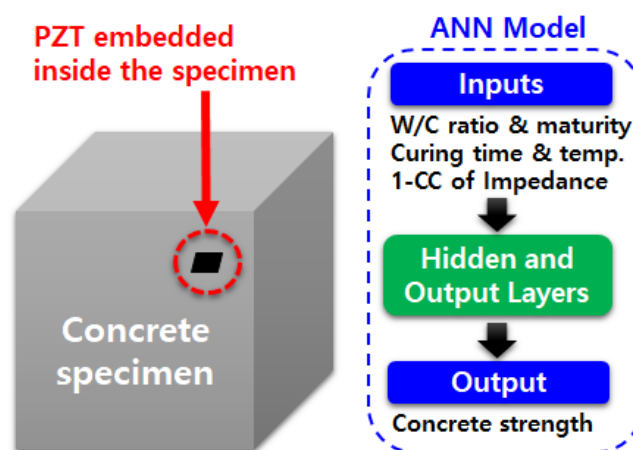 PZT embedded
inside the specimen
Concrete
specimen
ANN Model
Inputs
W/C ratio & maturity
Curing time & temp.
1-CC of Impedance
Hidden and
Output Layers
Output
Concrete strength